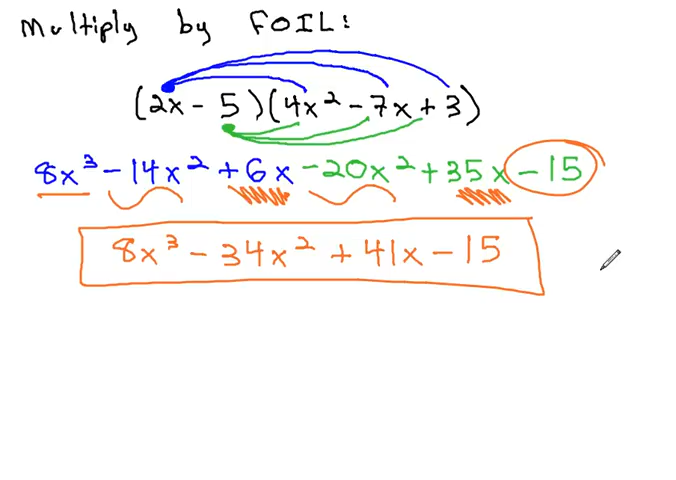 Multiply by FOIL:
(2x - 5)(4x² - 7x + 3)
8x³ - 14x² + 6x - 20x² + 35x - 15
8x³ - 34x² + 41x - 15